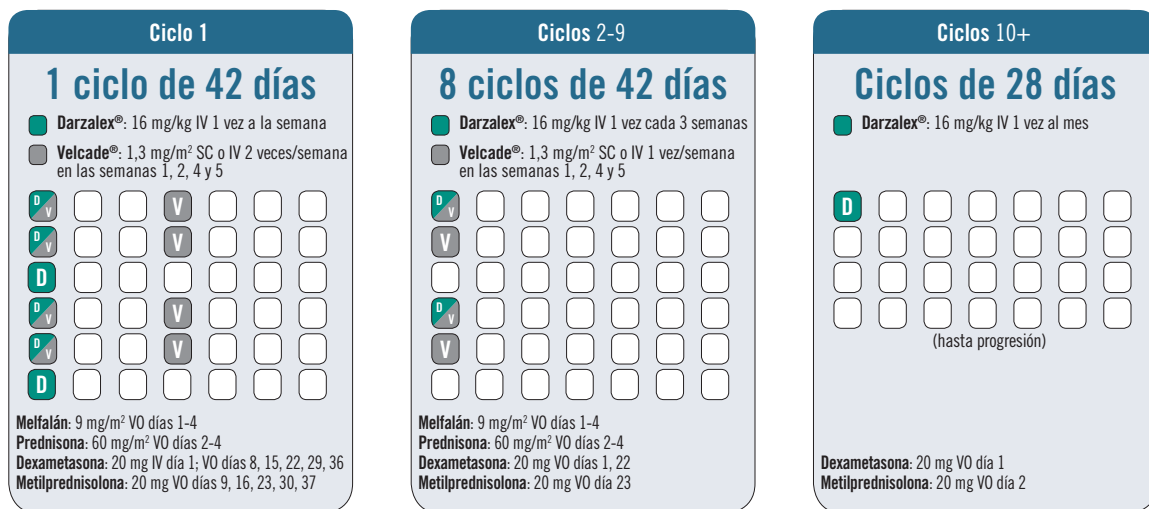 Ciclo 1
1 ciclo de 42 días
Darzalex®: 16 mg/kg IV 1 vez a la semana
Velcade®: 1,3 mg/m² SC o IV 2 veces/semana
en las semanas 1, 2, 4 y 5
D V V
D V V
D
D V V
D V V
D
Melfalán: 9 mg/m² VO días 1-4
Prednisona: 60 mg/m² VO días 2-4
Dexametasona: 20 mg IV día 1; VO días 8, 15, 22, 29, 36
Metilprednisolona: 20 mg VO días 9, 16, 23, 30, 37
Ciclos 2-9
8 ciclos de 42 días
Darzalex®: 16 mg/kg IV 1 vez cada 3 semanas
Velcade®: 1,3 mg/m² SC o IV 1 vez/semana
en las semanas 1, 2, 4 y 5
D V
V
D V
V
Melfalán: 9 mg/m² VO días 1-4
Prednisona: 60 mg/m² VO días 2-4
Dexametasona: 20 mg VO días 1, 22
Metilprednisolona: 20 mg VO día 23
Ciclos 10+
Ciclos de 28 días
Darzalex®: 16 mg/kg IV 1 vez al mes
D
(hasta progresión)
Dexametasona: 20 mg VO día 1
Metilprednisolona: 20 mg VO día 2